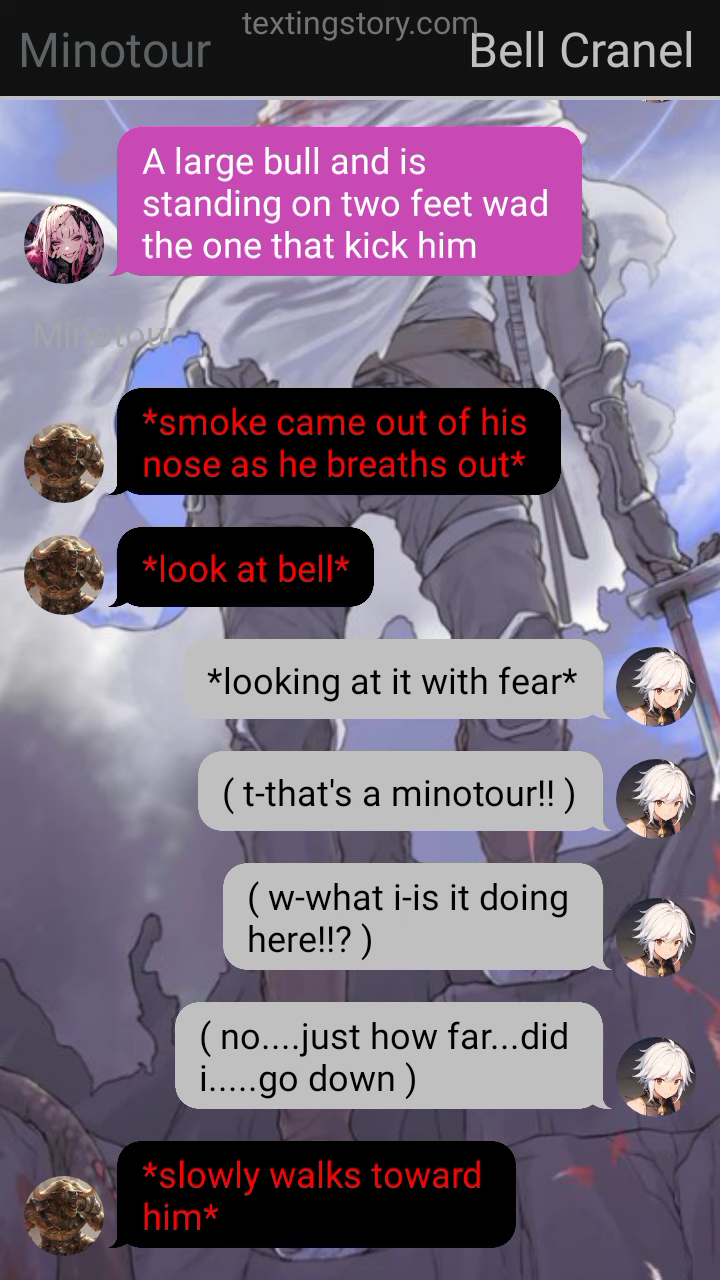 textingstory.com
Minotour
Bell Cranel
A large bull and is
standing on two feet wad
the one that kick him
Minotour
*smoke came out of his
nose as he breaths out*
*look at bell*
*looking at it with fear*
( t-that's a minotour!! )
( w-what i-is it doing
here!!? )
( no....just how far...did
i.....go down )
*slowly walks toward
him*